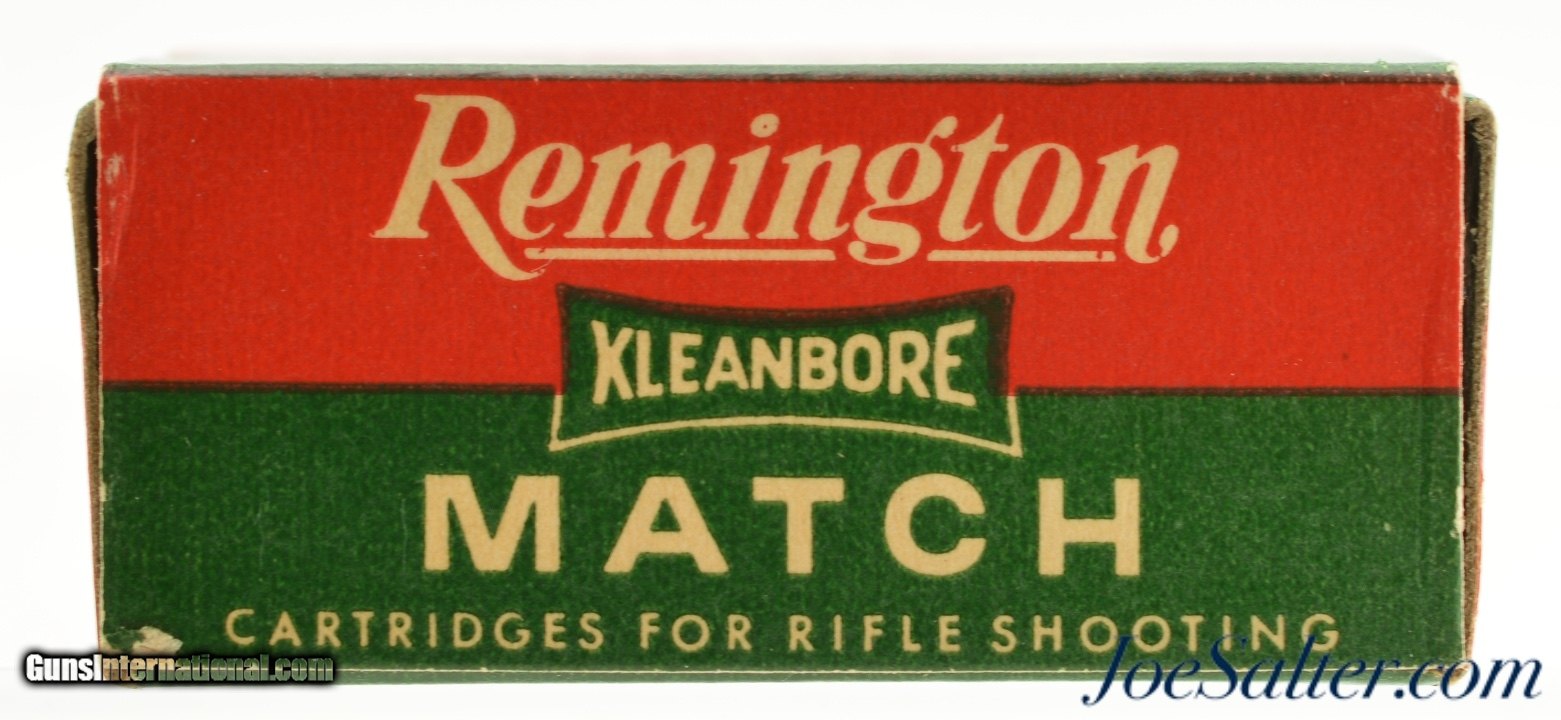 Remington
KLEANBORE
MATCH
CARTRIDGES FOR RIFLE SHOOTING
GunsInternational.com
JoeSalter.com